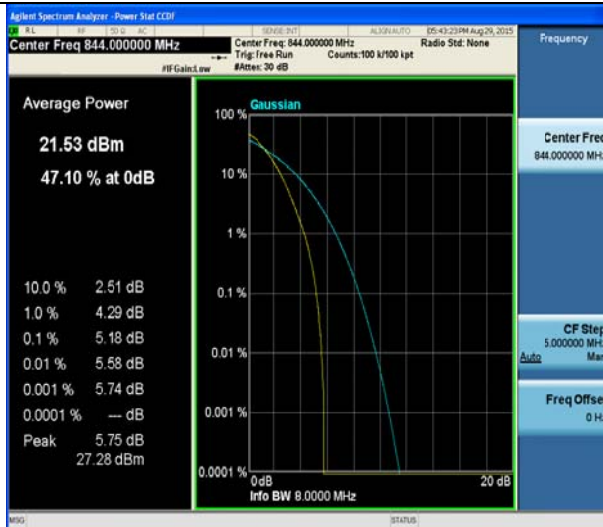 Agilent Spectrum Analyzer - Power Stat CCDF
RL RF 50 Ω AC SENSE:INT ALIGN AUTO 05:43:23 PM Aug 29, 2015
Center Freq 844.000000 MHz
Center Freq: 844.000000 MHz Radio Std: None
Trig: Free Run Counts:100 k/100 kpt
#IFGain:Low #Atten: 30 dB
Frequency
Average Power
21.53 dBm
47.10 % at 0dB
10.0 % 2.51 dB
1.0 % 4.29 dB
0.1 % 5.18 dB
0.01 % 5.58 dB
0.001 % 5.74 dB
0.0001 % --- dB
Peak 5.75 dB
27.28 dBm
Gaussian
100 %
10 %
1 %
0.1 %
0.01 %
0.001 %
0.0001 %
0dB 20 dB
Info BW 8.0000 MHz
Center Freq
844.000000 MHz
CF Step
5.000000 MHz
Auto Man
Freq Offset
0 Hz
MSG STATUS